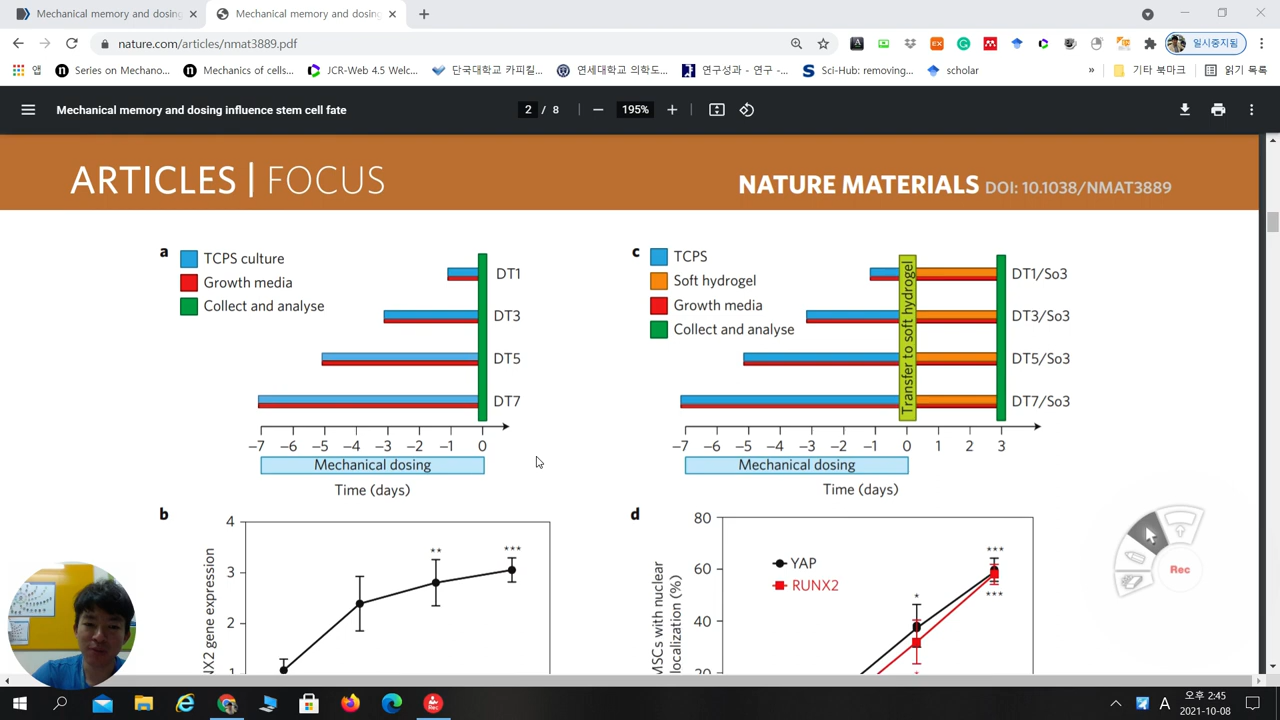 Mechanical memory and dosing
Mechanical memory and dosing
nature.com/articles/nmat3889.pdf
일시중지됨
앱
Series on Mechano...
Mechanics of cells...
JCR-Web 4.5 Welc...
단국대학교 카피킬...
연세대학교 의학도...
연구성과 - 연구 -...
Sci-Hub: removing...
scholar
»
기타 북마크
읽기 목록
Mechanical memory and dosing influence stem cell fate
2 / 8
195%
ARTICLES | FOCUS
NATURE MATERIALS DOI: 10.1038/NMAT3889
a
TCPS culture
Growth media
Collect and analyse
DT1
DT3
DT5
DT7
−7 −6 −5 −4 −3 −2 −1 0
Mechanical dosing
Time (days)
c
TCPS
Soft hydrogel
Growth media
Collect and analyse
Transfer to soft hydrogel
DT1/So3
DT3/So3
DT5/So3
DT7/So3
−7 −6 −5 −4 −3 −2 −1 0 1 2 3
Mechanical dosing
Time (days)
b
4
3
2
1
NX2 gene expression
**
***
d
80
60
40
20
MSCs with nuclear
localization (%)
YAP
RUNX2
*
***
***
*
Rec
Rec
A
오후 2:45
2021-10-08